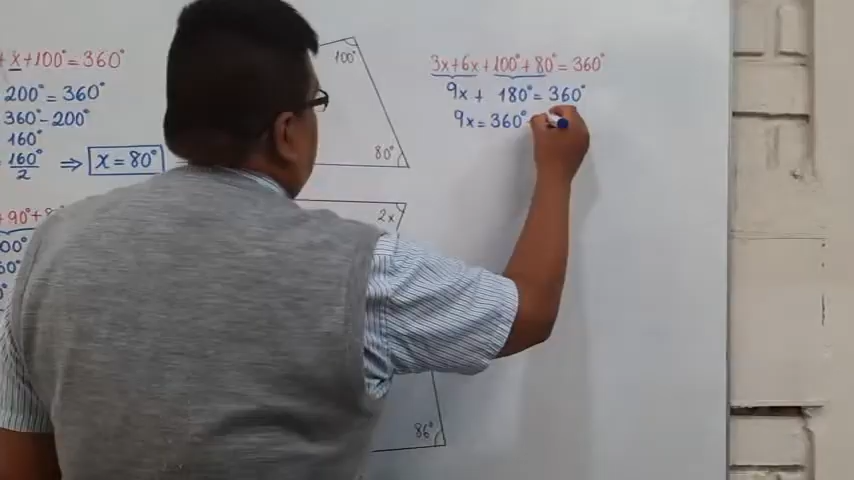 + x + 100° = 360°
200° = 360°
360° - 200°
160°
160°
2
⇒ x = 80°
+ 90° + 8
100°
80°
2x
86°
3x + 6x + 100° + 80° = 360°
9x + 180° = 360°
9x = 360°